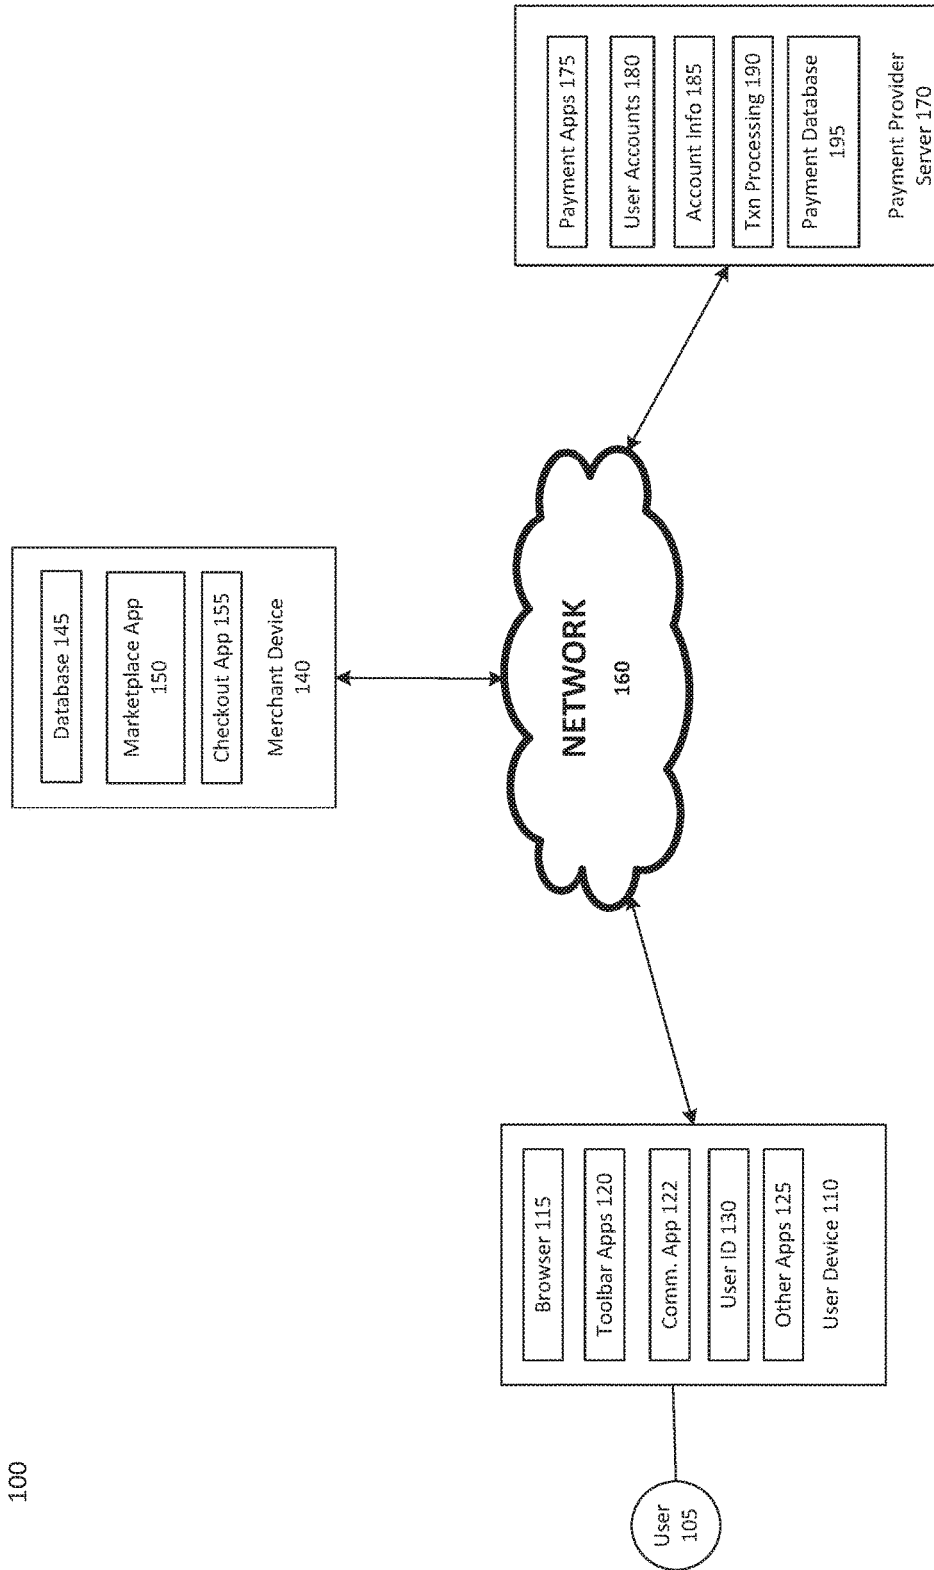 100
Database 145
Marketplace App
150
Checkout App 155
Merchant Device
140
User
105
Browser 115
Toolbar Apps 120
Comm. App 122
User ID 130
Other Apps 125
User Device 110
NETWORK
160
Payment Apps 175
User Accounts 180
Account Info 185
Txn Processing 190
Payment Database
195
Payment Provider
Server 170